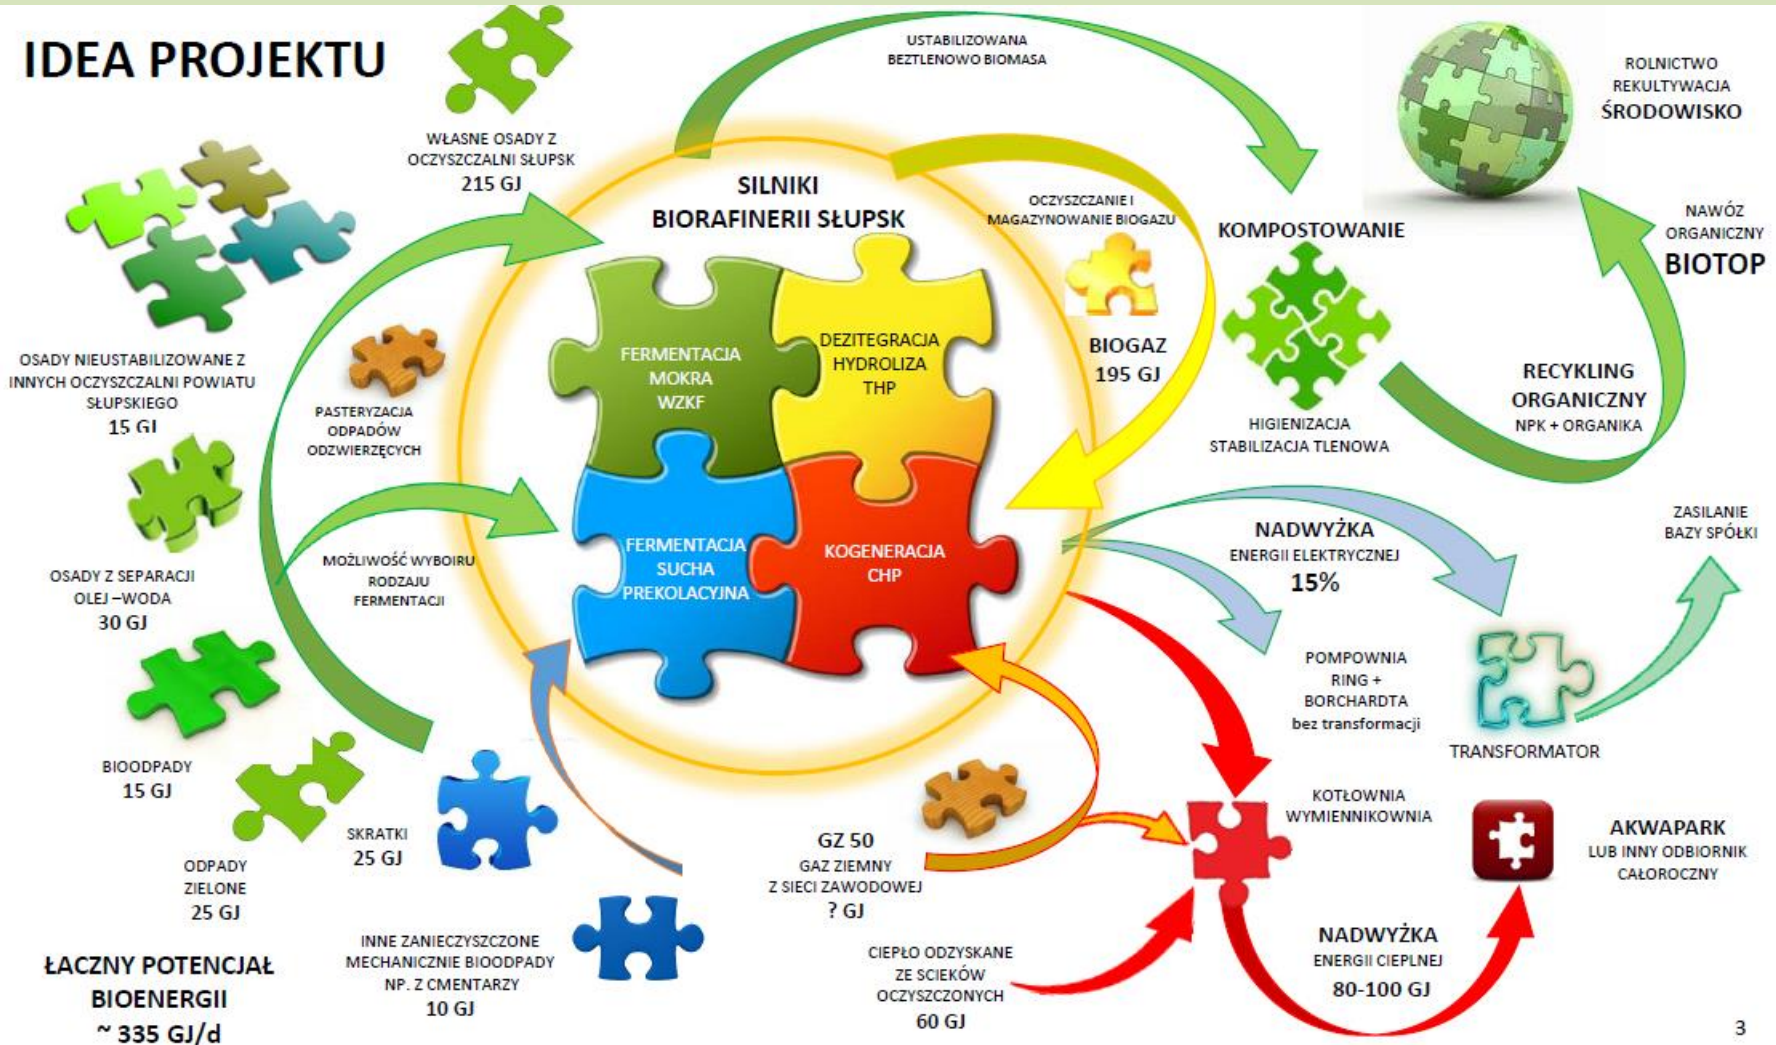 IDEA PROJEKTU
WŁASNE OSADY Z
OCZYSZCZALNI SŁUPSK
215 GJ
USTABILIZOWANA
BEZTLENOWO BIOMASA
ROLNICTWO
REKULTYWACJA
ŚRODOWISKO
SILNIKI
BIORAFINERII SŁUPSK
OCZYSZCZANIE I
MAGAZYNOWANIE BIOGAZU
KOMPOSTOWANIE
NAWÓZ
ORGANICZNY
BIOTOP
OSADY NIEUSTABILIZOWANE Z
INNYCH OCZYSZCZALNI POWIATU
SŁUPSKIEGO
15 GJ
PASTERYZACJA
ODPADÓW
ODZWIERZĘCYCH
FERMENTACJA
MOKRA
WZKF
DEZITEGRACJA
HYDROLIZA
THP
BIOGAZ
195 GJ
HIGIENIZACJA
STABILIZACJA TLENOWA
RECYKLING
ORGANICZNY
NPK + ORGANIKA
OSADY Z SEPARACJI
OLEJ –WODA
30 GJ
MOŻLIWOŚĆ WYBOIRU
RODZAJU
FERMENTACJI
FERMENTACJA
SUCHA
PREKOLACYJNA
KOGENERACJA
CHP
NADWYŻKA
ENERGII ELEKTRYCZNEJ
15%
ZASILANIE
BAZY SPÓŁKI
POMPOWNIA
RING +
BORCHARDTA
bez transformacji
TRANSFORMATOR
BIOODPADY
15 GJ
SKRATKI
25 GJ
ODPADY
ZIELONE
25 GJ
GZ 50
GAZ ZIEMNY
Z SIECI ZAWODOWEJ
? GJ
KOTŁOWNIA
WYMIENNIKOWNIA
AKWAPARK
LUB INNY ODBIORNIK
CAŁOROCZNY
INNE ZANIECZYSZCZONE
MECHANICZNIE BIOODPADY
NP. Z CMENTARZY
10 GJ
CIEPŁO ODZYSKANE
ZE SCIEKÓW
OCZYSZCZONYCH
60 GJ
NADWYŻKA
ENERGII CIEPLNEJ
80-100 GJ
ŁACZNY POTENCJAŁ
BIOENERGII
~ 335 GJ/d
3